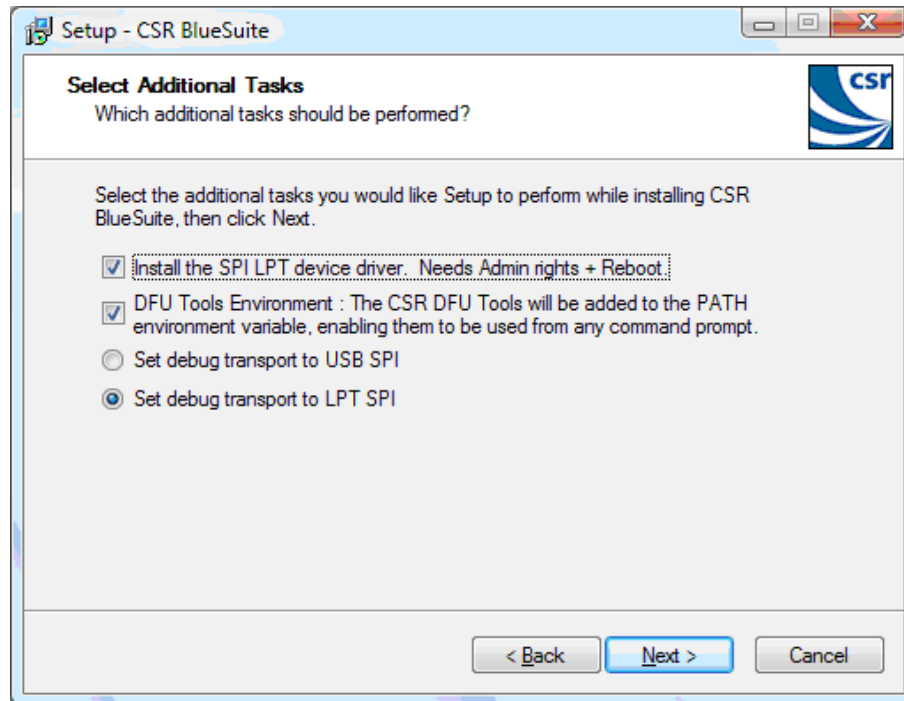 Setup - CSR BlueSuite
Select Additional Tasks
Which additional tasks should be performed?
csr
Select the additional tasks you would like Setup to perform while installing CSR
BlueSuite, then click Next.
Install the SPI LPT device driver.  Needs Admin rights + Reboot.
DFU Tools Environment : The CSR DFU Tools will be added to the PATH
environment variable, enabling them to be used from any command prompt.
Set debug transport to USB SPI
Set debug transport to LPT SPI
< Back
Next >
Cancel